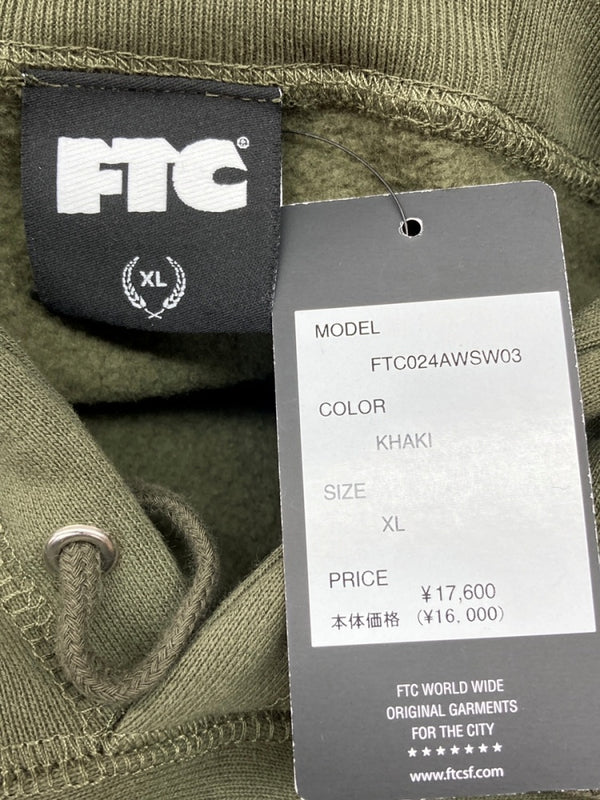 FTC®
XL
MODEL
FTC024AWSW03
COLOR
KHAKI
SIZE
XL
PRICE
¥17,600
本体価格 (¥16,000)
FTC WORLD WIDE
ORIGINAL GARMENTS
FOR THE CITY
★★★★★★★
www.ftcsf.com